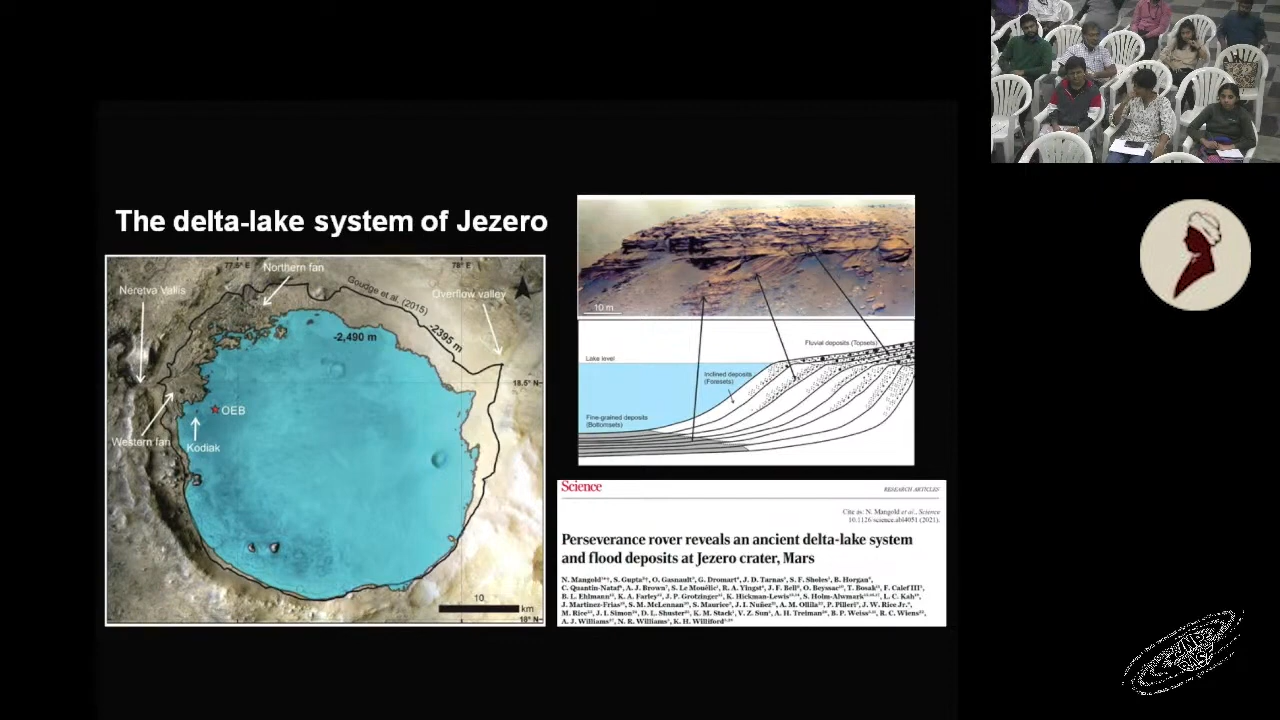 The delta-lake system of Jezero
77.5° E
78° E
Northern fan
Neretva Vallis
Goudge et al. (2015)
Overflow valley
-2,490 m
-2395 m
18.5° N
OEB
Western fan
Kodiak
10
km
18° N
10 m
Fluvial deposits (Topsets)
Lake level
Inclined deposits
(Foresets)
Fine-grained deposits
(Bottomsets)
Science
RESEARCH ARTICLES
Cite as: N. Mangold et al., Science
10.1126/science.abl4051 (2021).
Perseverance rover reveals an ancient delta-lake system
and flood deposits at Jezero crater, Mars
N. Mangold, S. Gupta, O. Gasnault, G. Dromart, J. D. Tarnas, S. F. Sholes, B. Horgan,
C. Quantin-Nataf, A. J. Brown, S. Le Mouélic, R. A. Yingst, J. F. Bell, O. Beyssac, T. Bosak, F. Calef III,
B. L. Ehlmann, K. A. Farley, J. P. Grotzinger, K. Hickman-Lewis, S. Holm-Alwmark, L. C. Kah,
J. Martínez-Frías, S. M. McLennan, S. Maurice, J. I. Nuñez, A. M. Ollila, P. Pilleri, J. W. Rice Jr.,
M. Rice, J. I. Simon, D. L. Shuster, K. M. Stack, V. Z. Sun, A. H. Treiman, B. P. Weiss, R. C. Wiens,
A. J. Williams, N. R. Williams, K. H. Williford